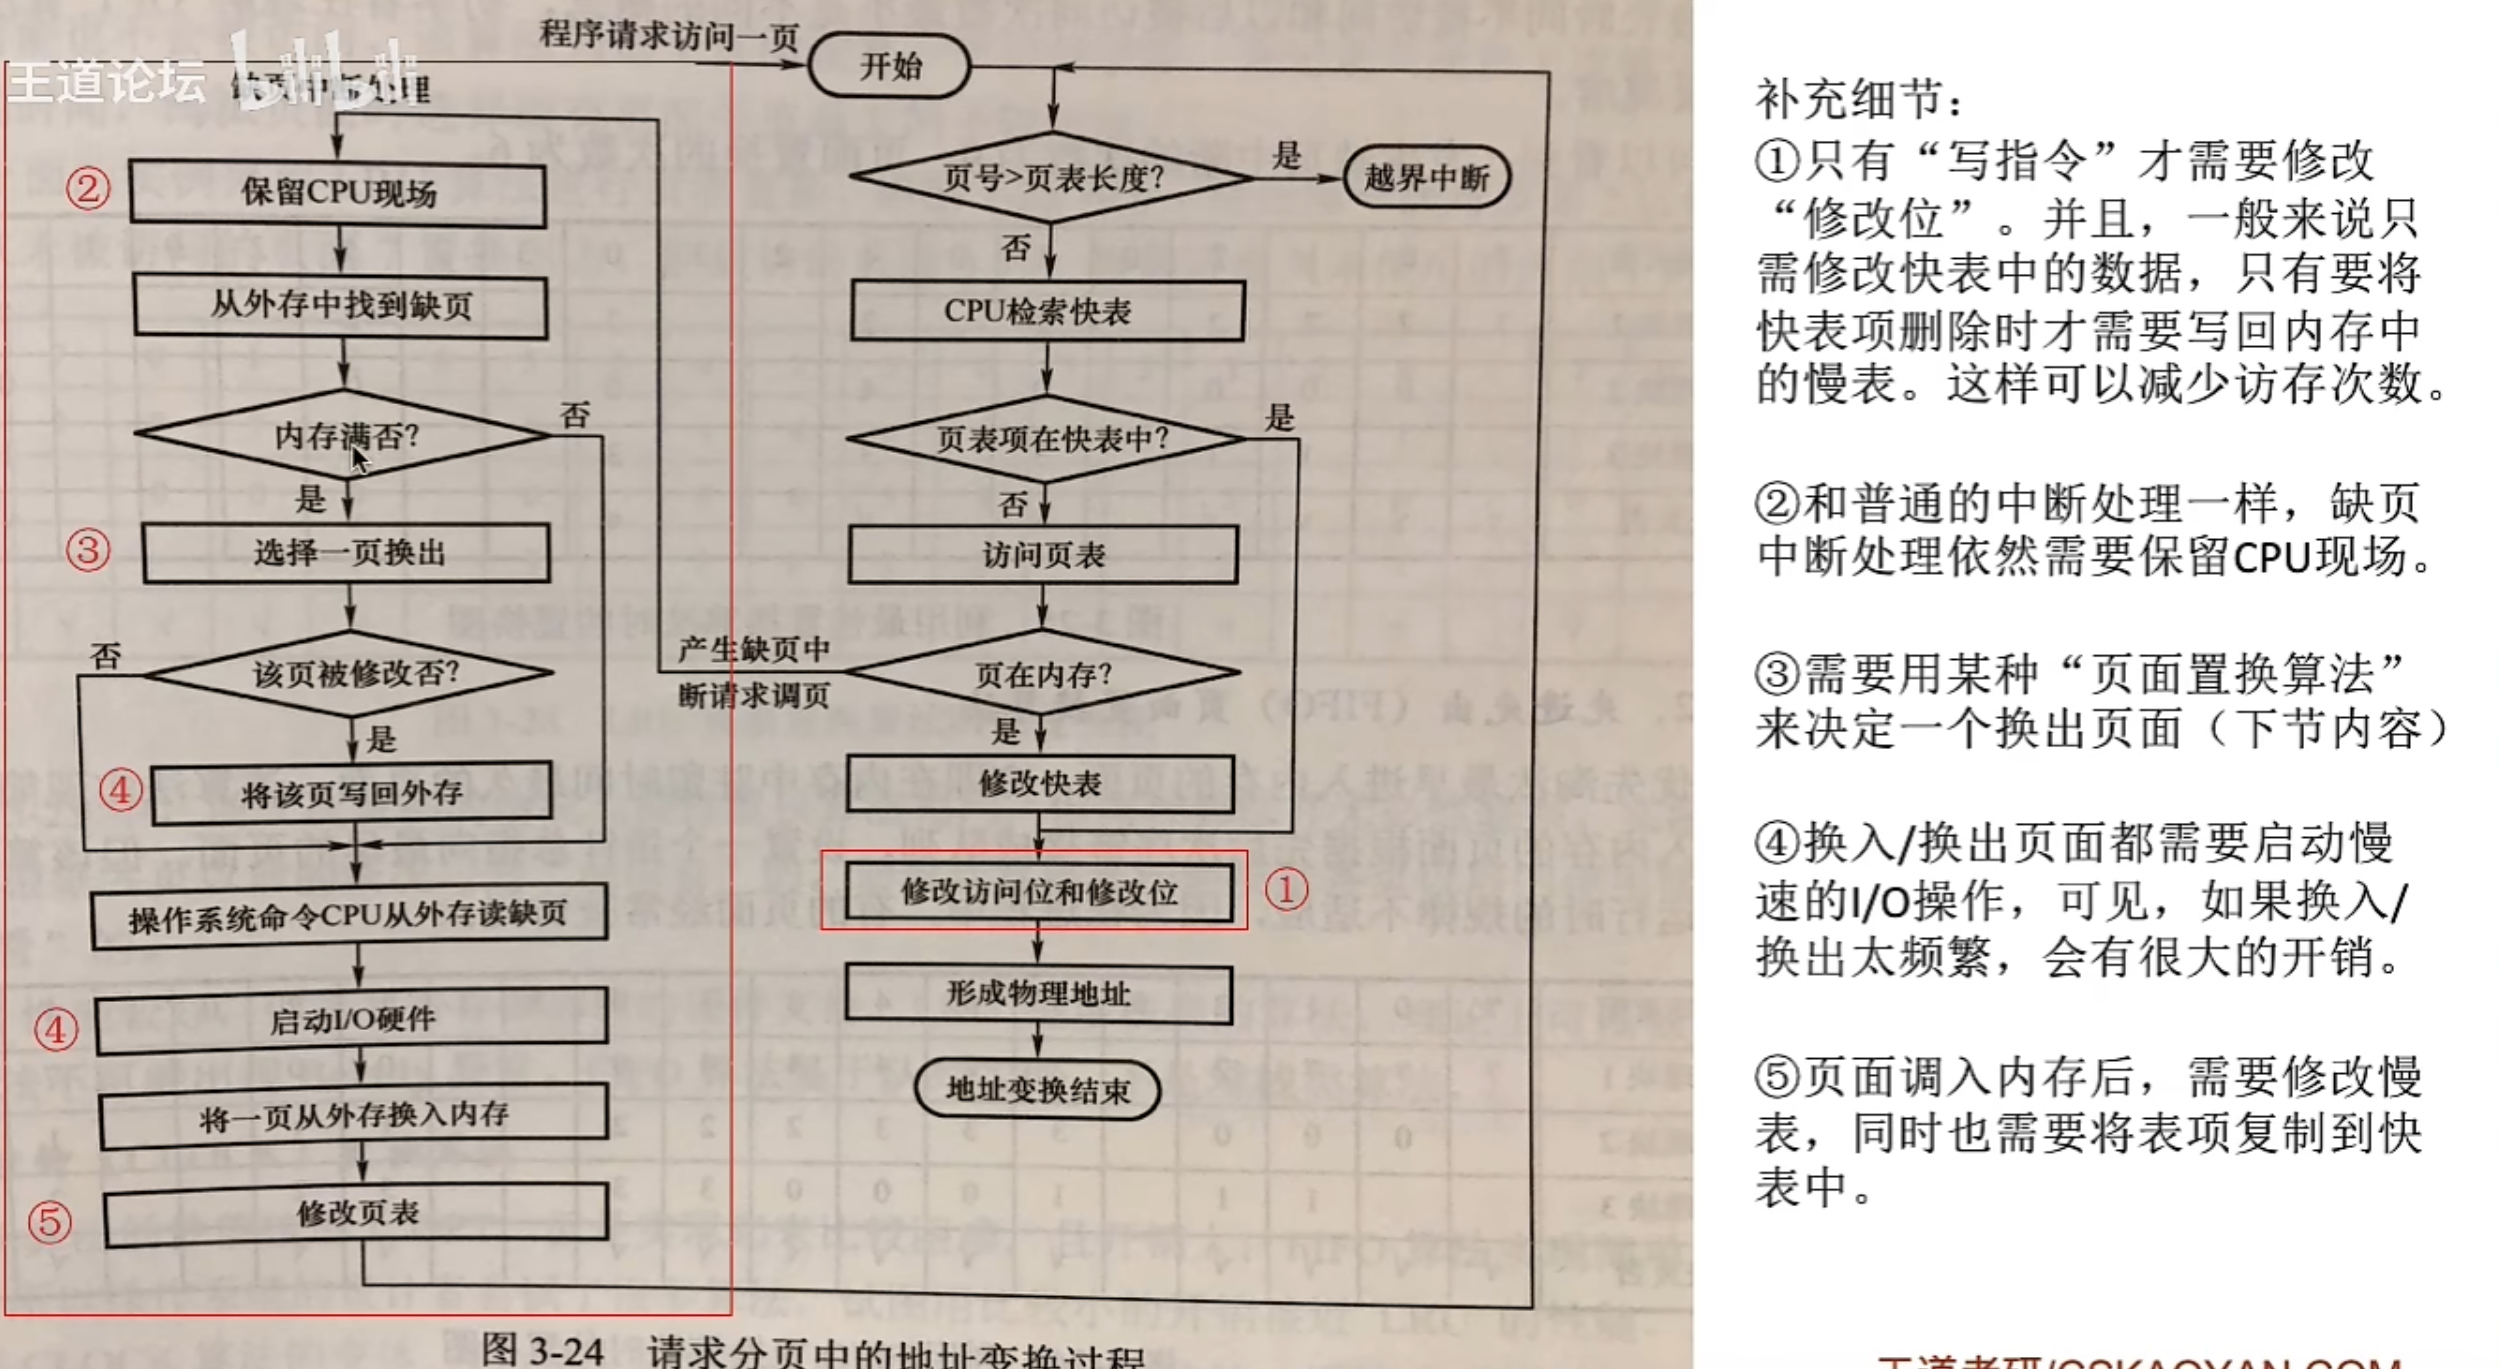 程序请求访问一页
开始
王道论坛
bilibili
缺页中断处理
②
保留CPU现场
从外存中找到缺页
内存满否?
否
是
③
选择一页换出
否
该页被修改否?
是
④
将该页写回外存
操作系统命令CPU从外存读缺页
④
启动I/O硬件
将一页从外存换入内存
⑤
修改页表
页号>页表长度?
是
越界中断
否
CPU检索快表
页表项在快表中?
是
否
访问页表
产生缺页中
断请求调页
页在内存?
是
修改快表
修改访问位和修改位
①
形成物理地址
地址变换结束
图 3-24 请求分页中的地址变换过程
补充细节：
①只有“写指令”才需要修改
“修改位”。并且，一般来说只
需修改快表中的数据，只有要将
快表项删除时才需要写回内存中
的慢表。这样可以减少访存次数。
②和普通的中断处理一样，缺页
中断处理依然需要保留CPU现场。
③需要用某种“页面置换算法”
来决定一个换出页面（下节内容）
④换入/换出页面都需要启动慢
速的I/O操作，可见，如果换入/
换出太频繁，会有很大的开销。
⑤页面调入内存后，需要修改慢
表，同时也需要将表项复制到快
表中。
王道考研/CSKAOYAN.COM